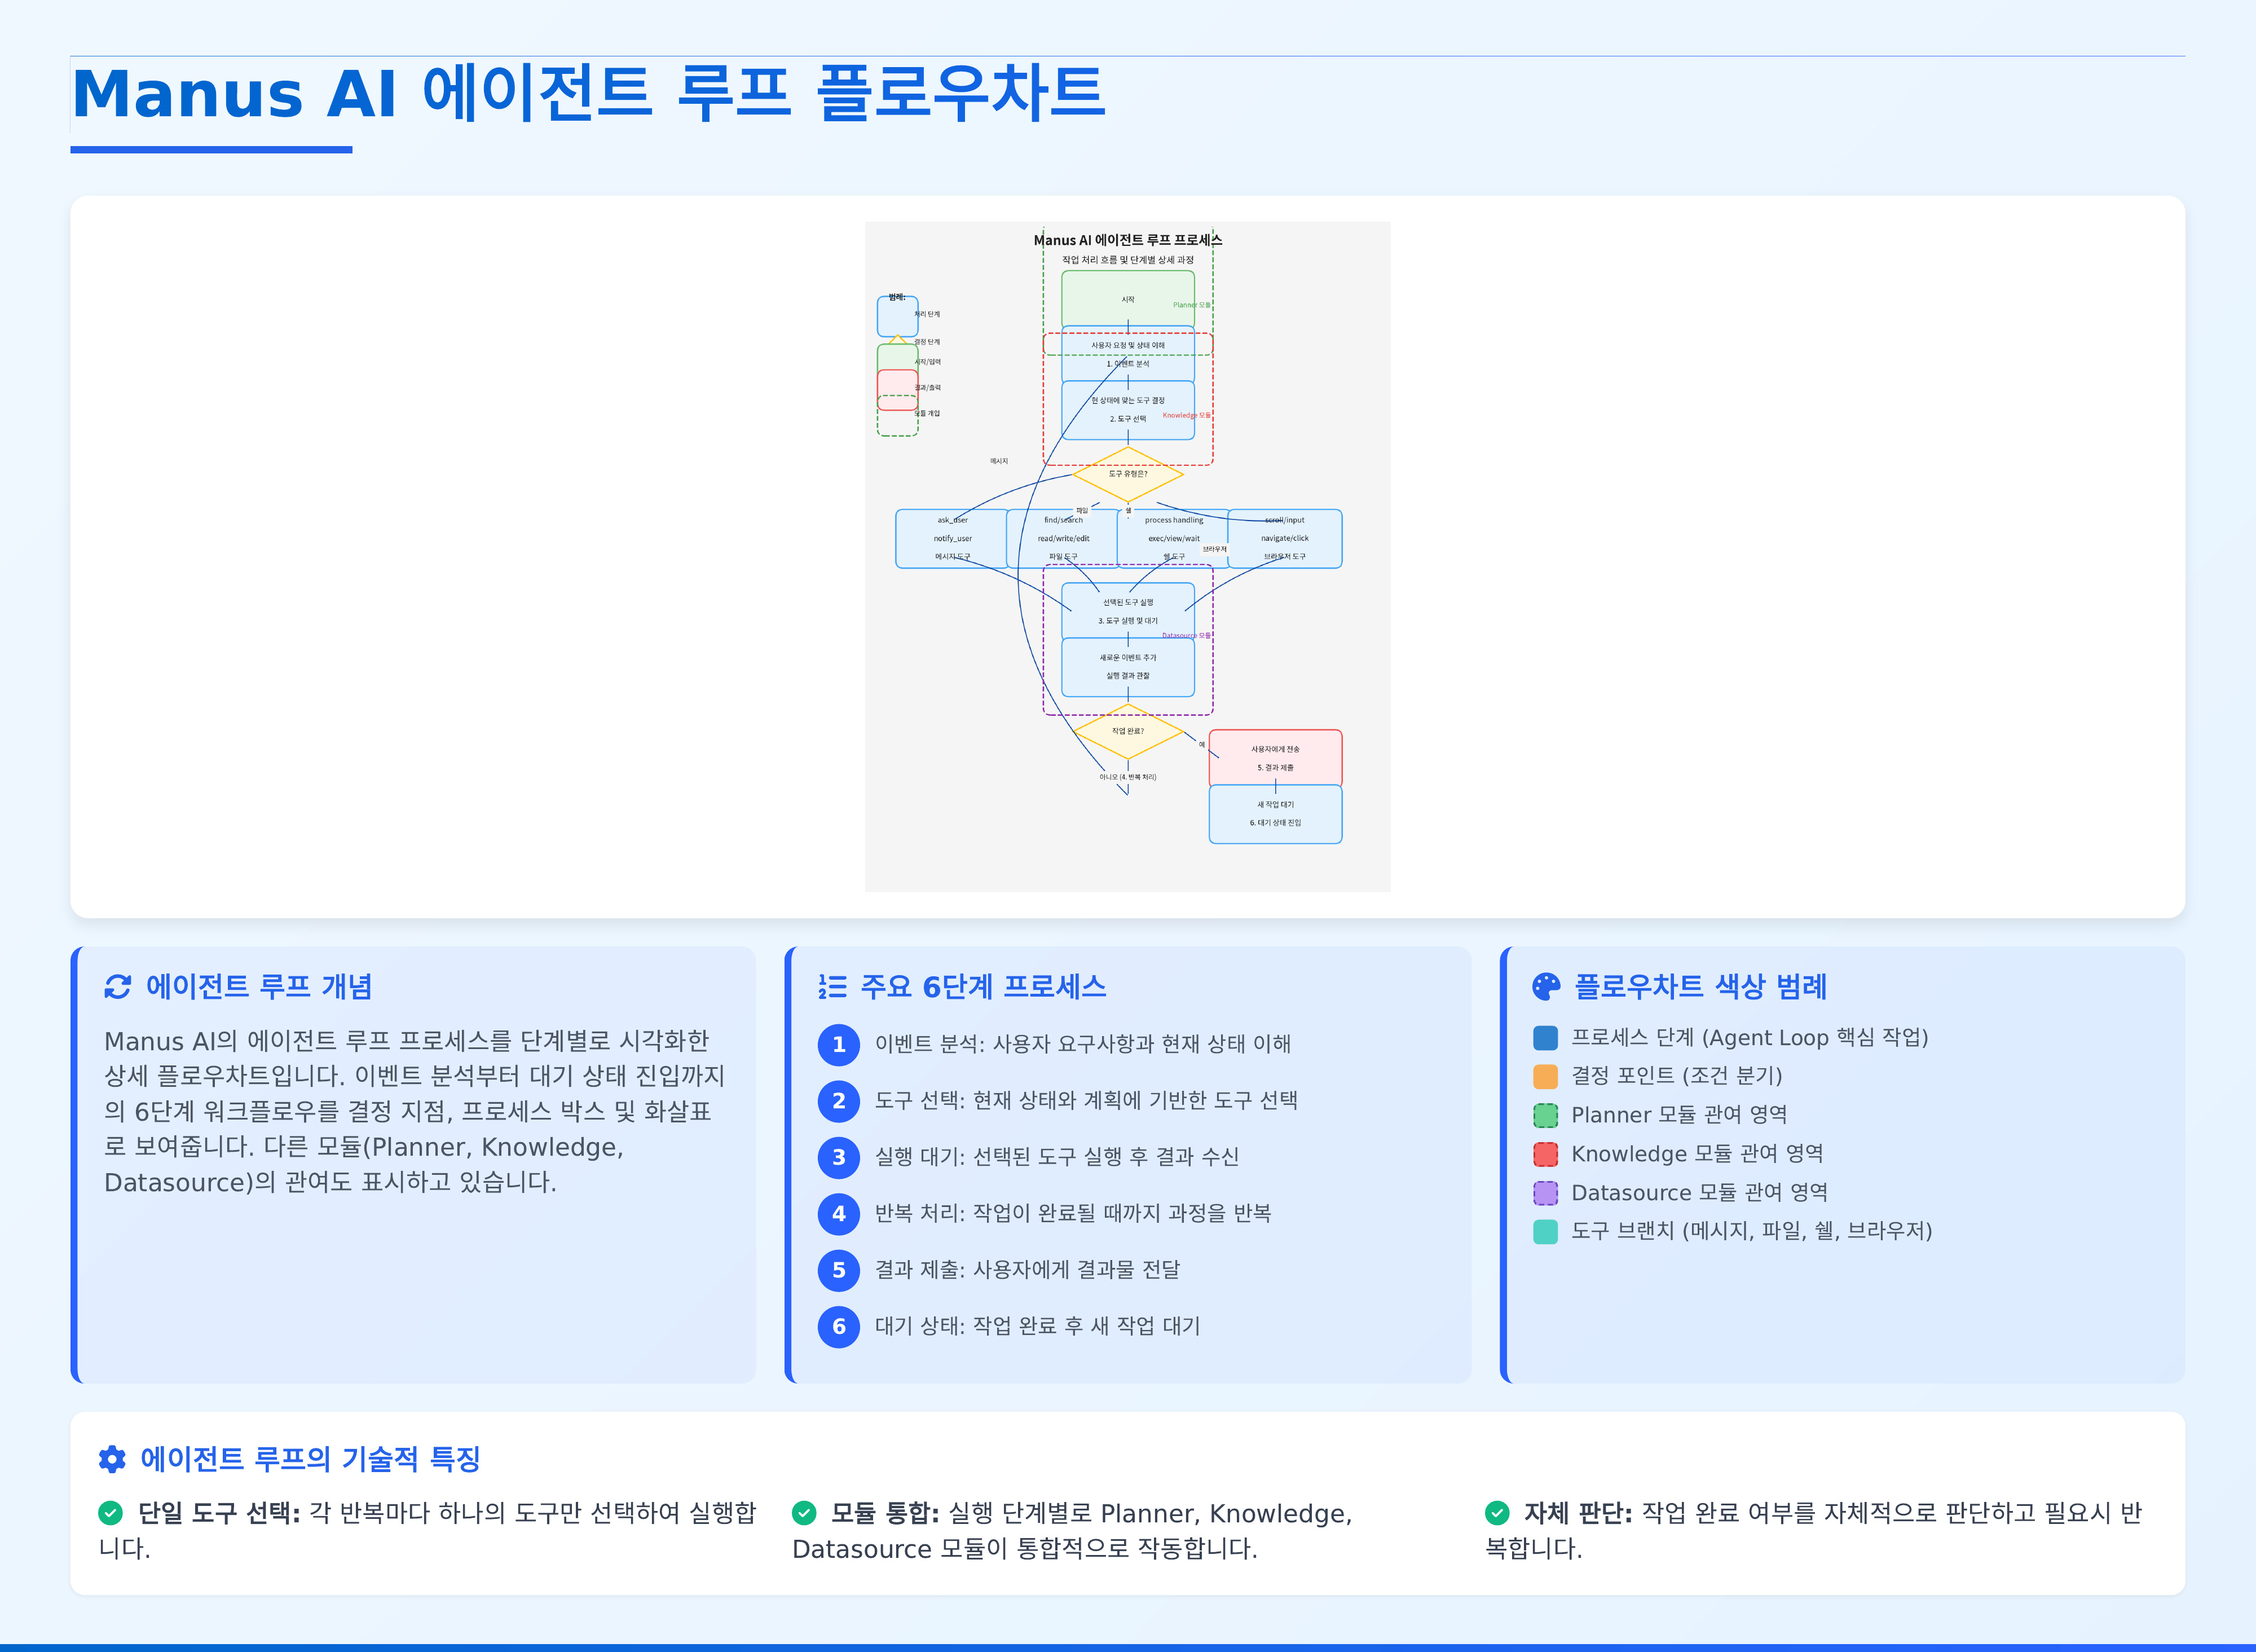 Manus AI 에이전트 루프 플로우차트
Manus AI 에이전트 루프 프로세스
작업 처리 흐름 및 단계별 상세 과정
범례:
처리 단계
결정 단계
시작/입력
결과/출력
모듈 개입
시작
Planner 모듈
사용자 요청 및 상태 이해
1. 이벤트 분석
현 상태에 맞는 도구 결정
2. 도구 선택
Knowledge 모듈
메시지
도구 유형은?
파일
쉘
ask_user
notify_user
메시지 도구
find/search
read/write/edit
파일 도구
process handling
exec/view/wait
쉘 도구
브라우저
scroll/input
navigate/click
브라우저 도구
선택된 도구 실행
3. 도구 실행 및 대기
Datasource 모듈
새로운 이벤트 추가
실행 결과 관찰
작업 완료?
예
아니오 (4. 반복 처리)
사용자에게 전송
5. 결과 제출
새 작업 대기
6. 대기 상태 진입
에이전트 루프 개념
Manus AI의 에이전트 루프 프로세스를 단계별로 시각화한
상세 플로우차트입니다. 이벤트 분석부터 대기 상태 진입까지
의 6단계 워크플로우를 결정 지점, 프로세스 박스 및 화살표
로 보여줍니다. 다른 모듈(Planner, Knowledge,
Datasource)의 관여도 표시하고 있습니다.
주요 6단계 프로세스
1 이벤트 분석: 사용자 요구사항과 현재 상태 이해
2 도구 선택: 현재 상태와 계획에 기반한 도구 선택
3 실행 대기: 선택된 도구 실행 후 결과 수신
4 반복 처리: 작업이 완료될 때까지 과정을 반복
5 결과 제출: 사용자에게 결과물 전달
6 대기 상태: 작업 완료 후 새 작업 대기
플로우차트 색상 범례
프로세스 단계 (Agent Loop 핵심 작업)
결정 포인트 (조건 분기)
Planner 모듈 관여 영역
Knowledge 모듈 관여 영역
Datasource 모듈 관여 영역
도구 브랜치 (메시지, 파일, 쉘, 브라우저)
에이전트 루프의 기술적 특징
단일 도구 선택: 각 반복마다 하나의 도구만 선택하여 실행합
니다.
모듈 통합: 실행 단계별로 Planner, Knowledge,
Datasource 모듈이 통합적으로 작동합니다.
자체 판단: 작업 완료 여부를 자체적으로 판단하고 필요시 반
복합니다.